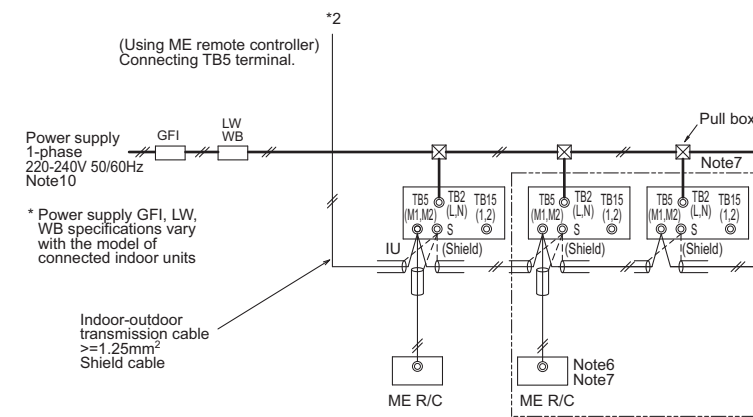 *2
(Using ME remote controller)
Connecting TB5 terminal.
Power supply
1-phase
220-240V 50/60Hz
Note10
GFI
LW
WB
Pull box
Note7
* Power supply GFI, LW,
WB specifications vary
with the model of
connected indoor units
TB5
(M1,M2)
TB2
(L,N)
TB15
(1,2)
S
IU
(Shield)
TB5
(M1,M2)
TB2
(L,N)
TB15
(1,2)
S
(Shield)
TB5
(M1,M2)
TB2
(L,N)
TB15
(1,2)
S
(Shield)
Indoor-outdoor
transmission cable
>=1.25mm2
Shield cable
ME R/C
Note6
Note7
ME R/C